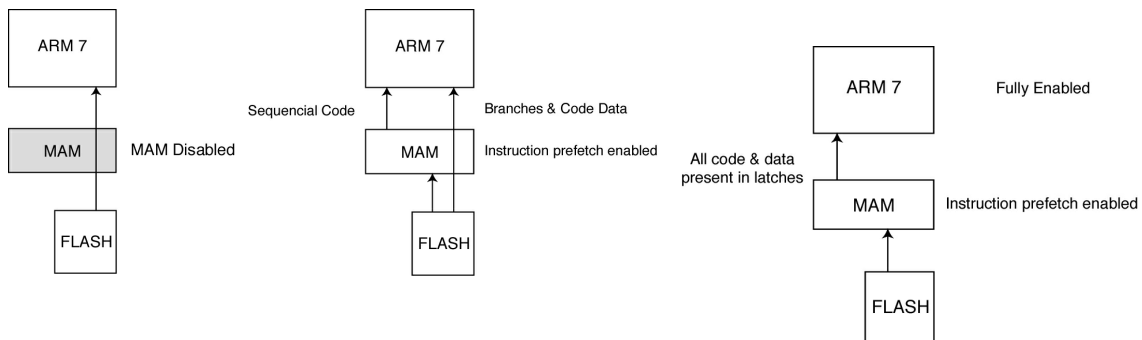 ARM 7
MAM
MAM Disabled
FLASH
ARM 7
Sequencial Code
Branches & Code Data
MAM
Instruction prefetch enabled
FLASH
ARM 7
Fully Enabled
All code & data
present in latches
MAM
Instruction prefetch enabled
FLASH